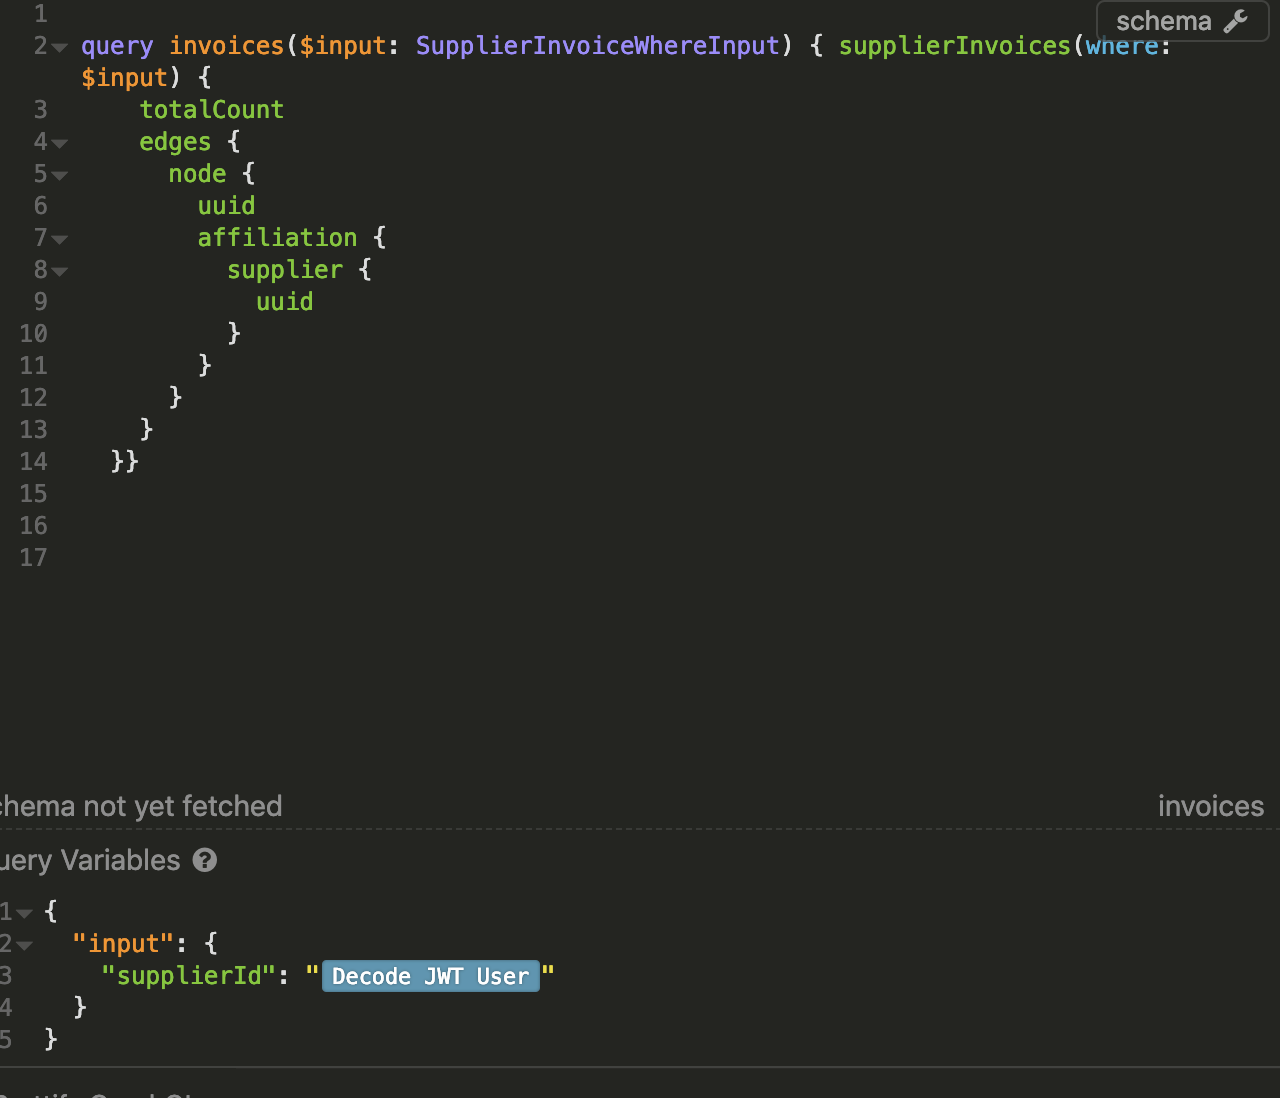 1
schema
2 query invoices($input: SupplierInvoiceWhereInput) { supplierInvoices(where:
$input) {
3 totalCount
4 edges {
5 node {
6 uuid
7 affiliation {
8 supplier {
9 uuid
10 }
11 }
12 }
13 }
14 }}
15
16
17
chema not yet fetched
invoices
uery Variables ?
1 {
2 "input": {
3 "supplierId": "Decode JWT User"
4 }
5 }